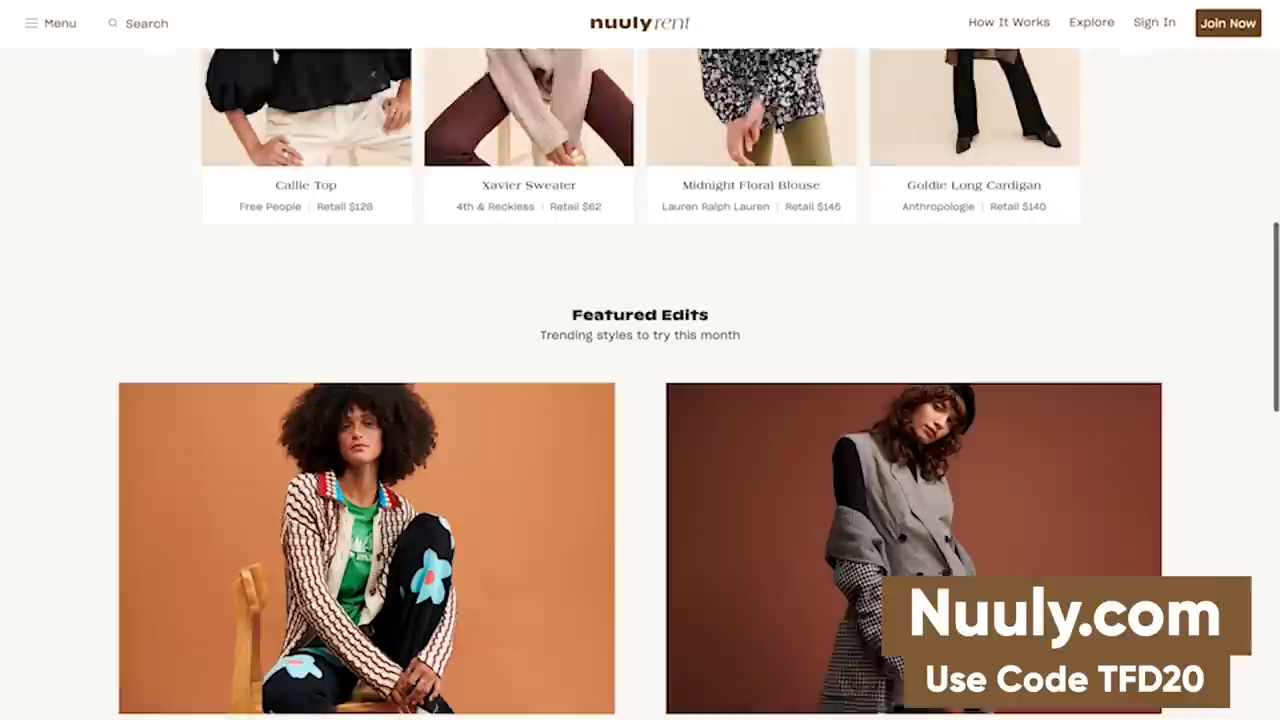 Menu
Search
nuulyrent
How It Works
Explore
Sign In
Join Now
Callie Top
Free People | Retail $128
Xavier Sweater
4th & Reckless | Retail $62
Midnight Floral Blouse
Lauren Ralph Lauren | Retail $145
Goldie Long Cardigan
Anthropologie | Retail $140
Featured Edits
Trending styles to try this month
Nuuly.com
Use Code TFD20